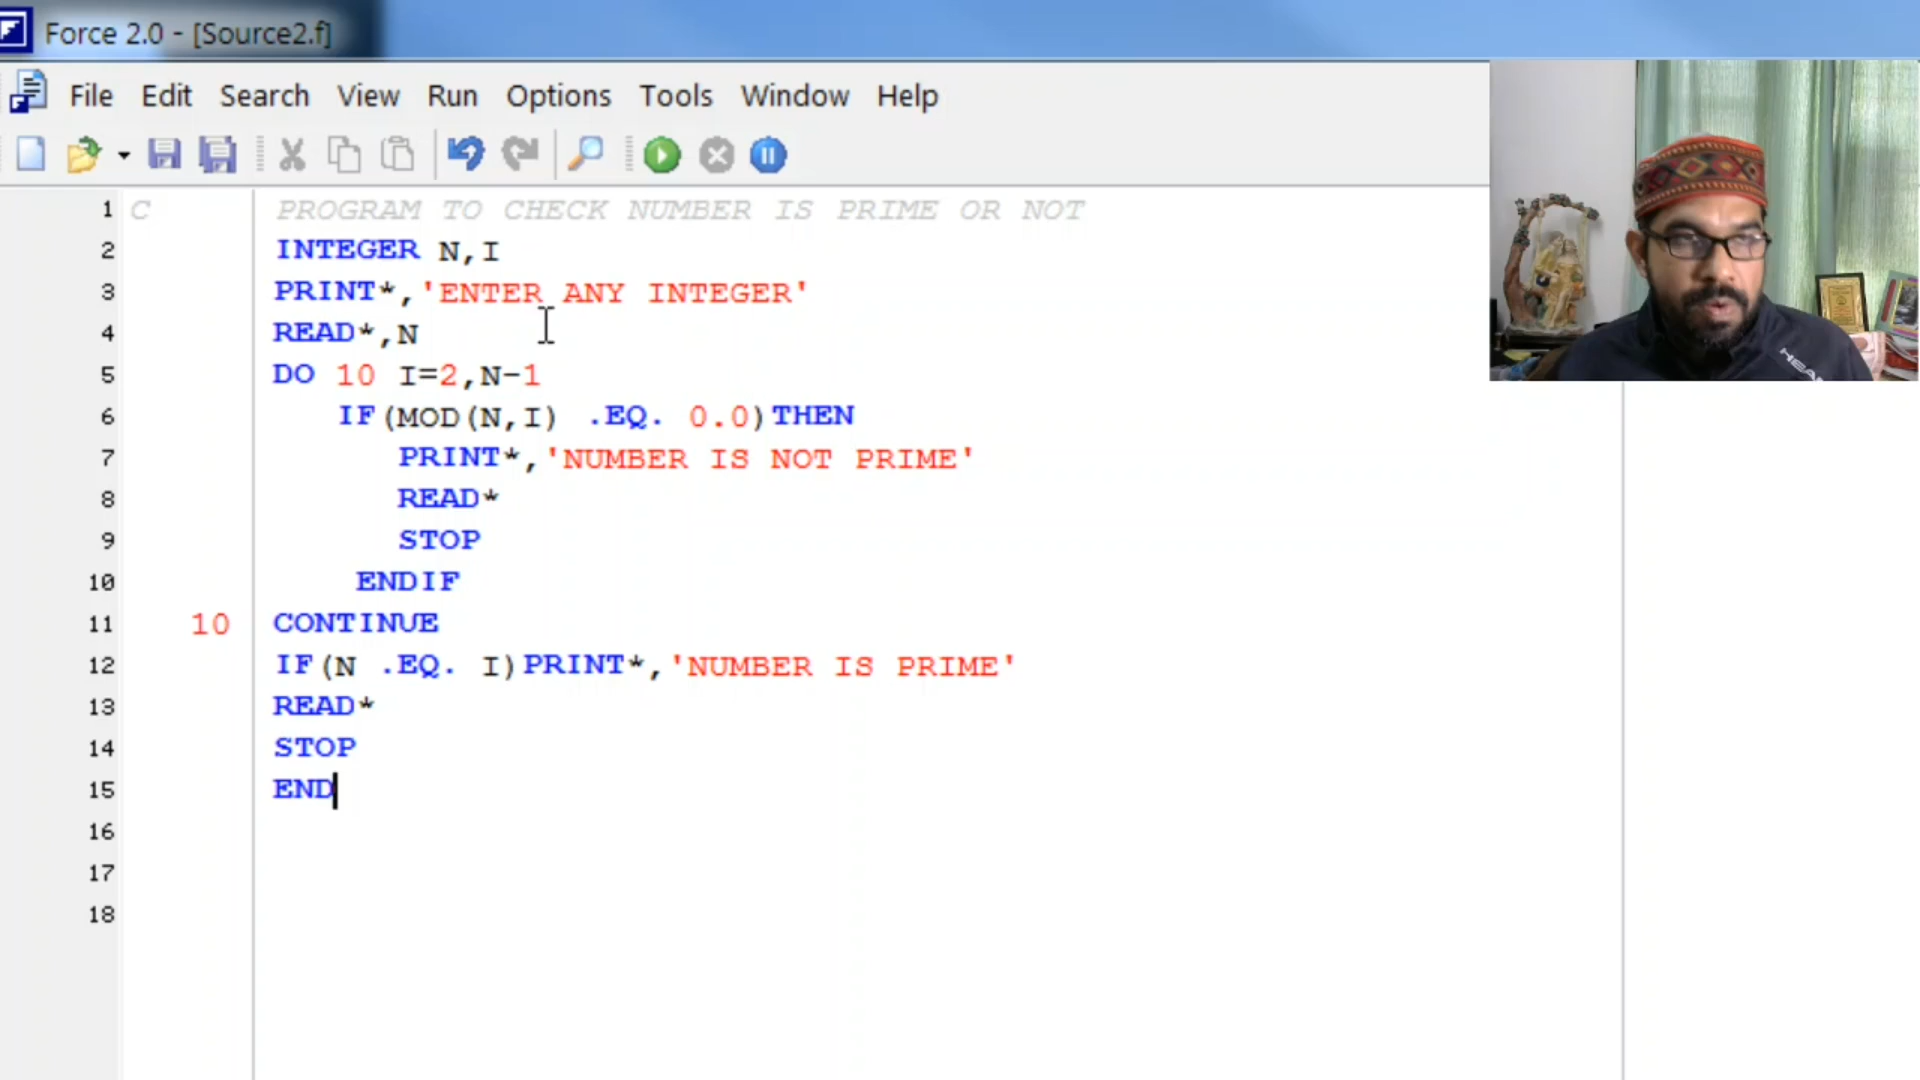 Force 2.0 - [Source2.f]
File Edit Search View Run Options Tools Window Help
1 C PROGRAM TO CHECK NUMBER IS PRIME OR NOT
2 INTEGER N,I
3 PRINT*,'ENTER ANY INTEGER'
4 READ*,N
5 DO 10 I=2,N-1
6 IF(MOD(N,I) .EQ. 0.0)THEN
7 PRINT*,'NUMBER IS NOT PRIME'
8 READ*
9 STOP
10 ENDIF
11 10 CONTINUE
12 IF(N .EQ. I)PRINT*,'NUMBER IS PRIME'
13 READ*
14 STOP
15 END
16
17
18